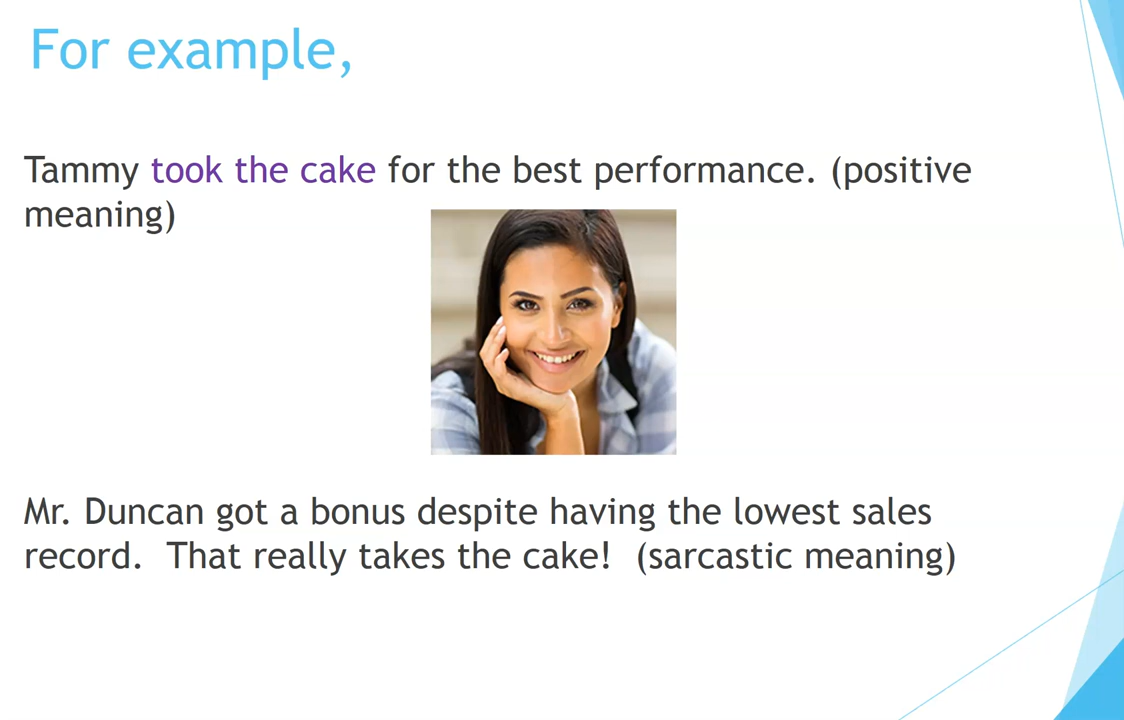 For example,
Tammy took the cake for the best performance. (positive
meaning)
Mr. Duncan got a bonus despite having the lowest sales
record.  That really takes the cake!  (sarcastic meaning)